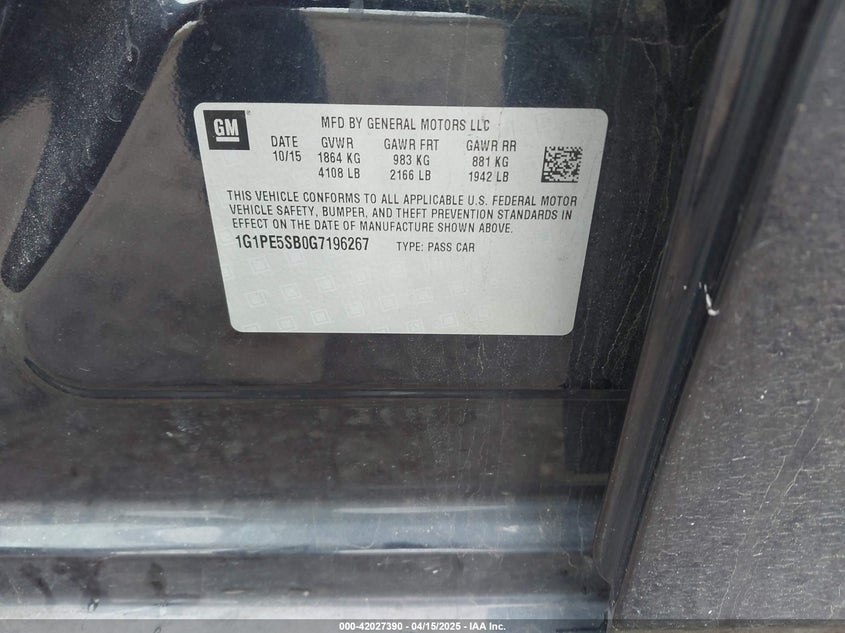 GM
MFD BY GENERAL MOTORS LLC
DATE GVWR GAWR FRT GAWR RR
10/15 1864 KG 983 KG 881 KG
4108 LB 2166 LB 1942 LB
THIS VEHICLE CONFORMS TO ALL APPLICABLE U.S. FEDERAL MOTOR
VEHICLE SAFETY, BUMPER, AND THEFT PREVENTION STANDARDS IN
EFFECT ON THE DATE OF MANUFACTURE SHOWN ABOVE.
1G1PE5SB0G7196267 TYPE: PASS CAR
000-42027390 - 04/15/2025 - IAA Inc.